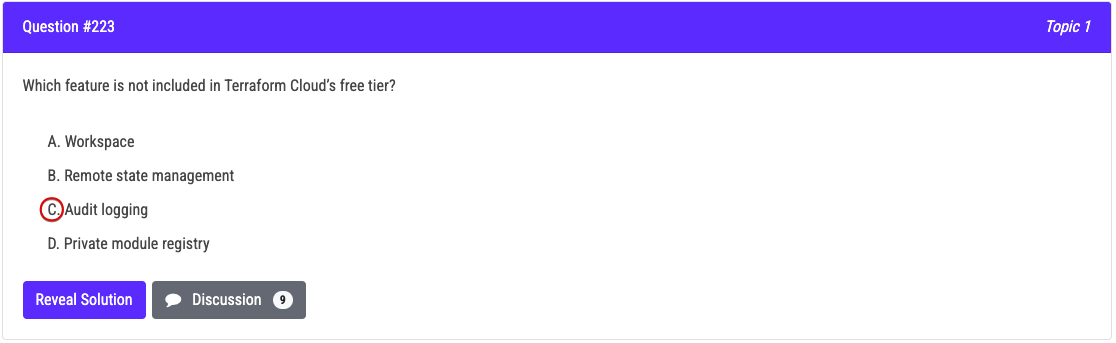 Question #223 Topic 1
Which feature is not included in Terraform Cloud’s free tier?
A. Workspace
B. Remote state management
C. Audit logging
D. Private module registry
Reveal Solution Discussion 9